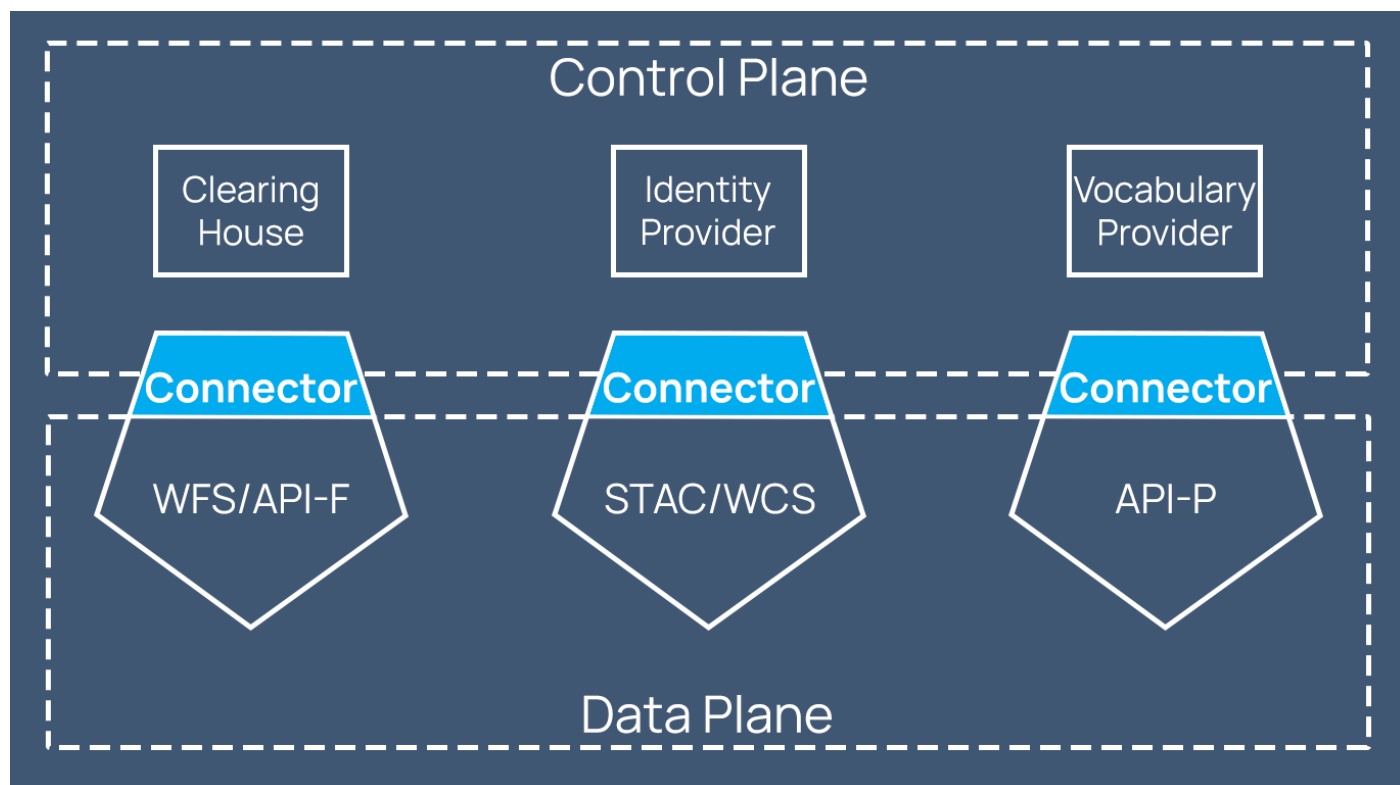 Control Plane
Clearing
House
Identity
Provider
Vocabulary
Provider
Connector
Connector
Connector
WFS/API-F
STAC/WCS
API-P
Data Plane